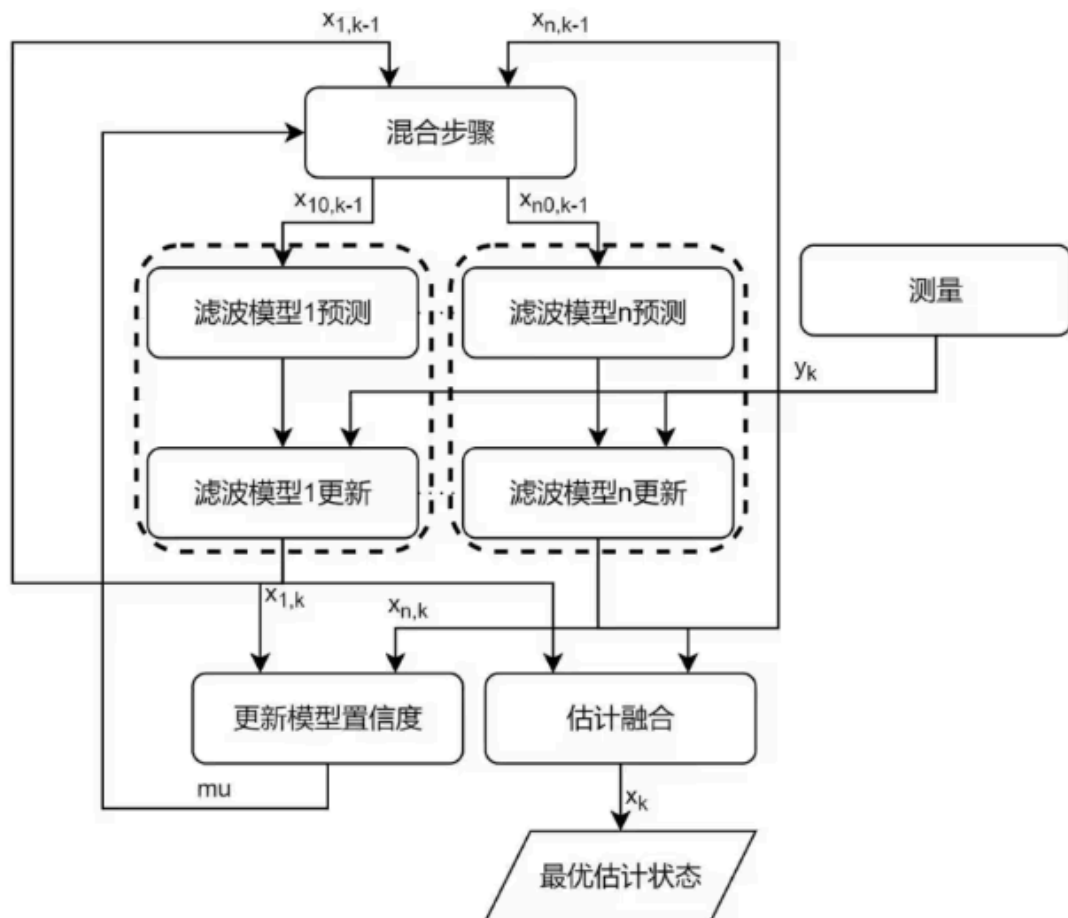 x1,k-1
xn,k-1
混合步骤
x10,k-1
xn0,k-1
滤波模型1预测
滤波模型n预测
测量
yk
滤波模型1更新
滤波模型n更新
x1,k
xn,k
更新模型置信度
估计融合
mu
xk
最优估计状态